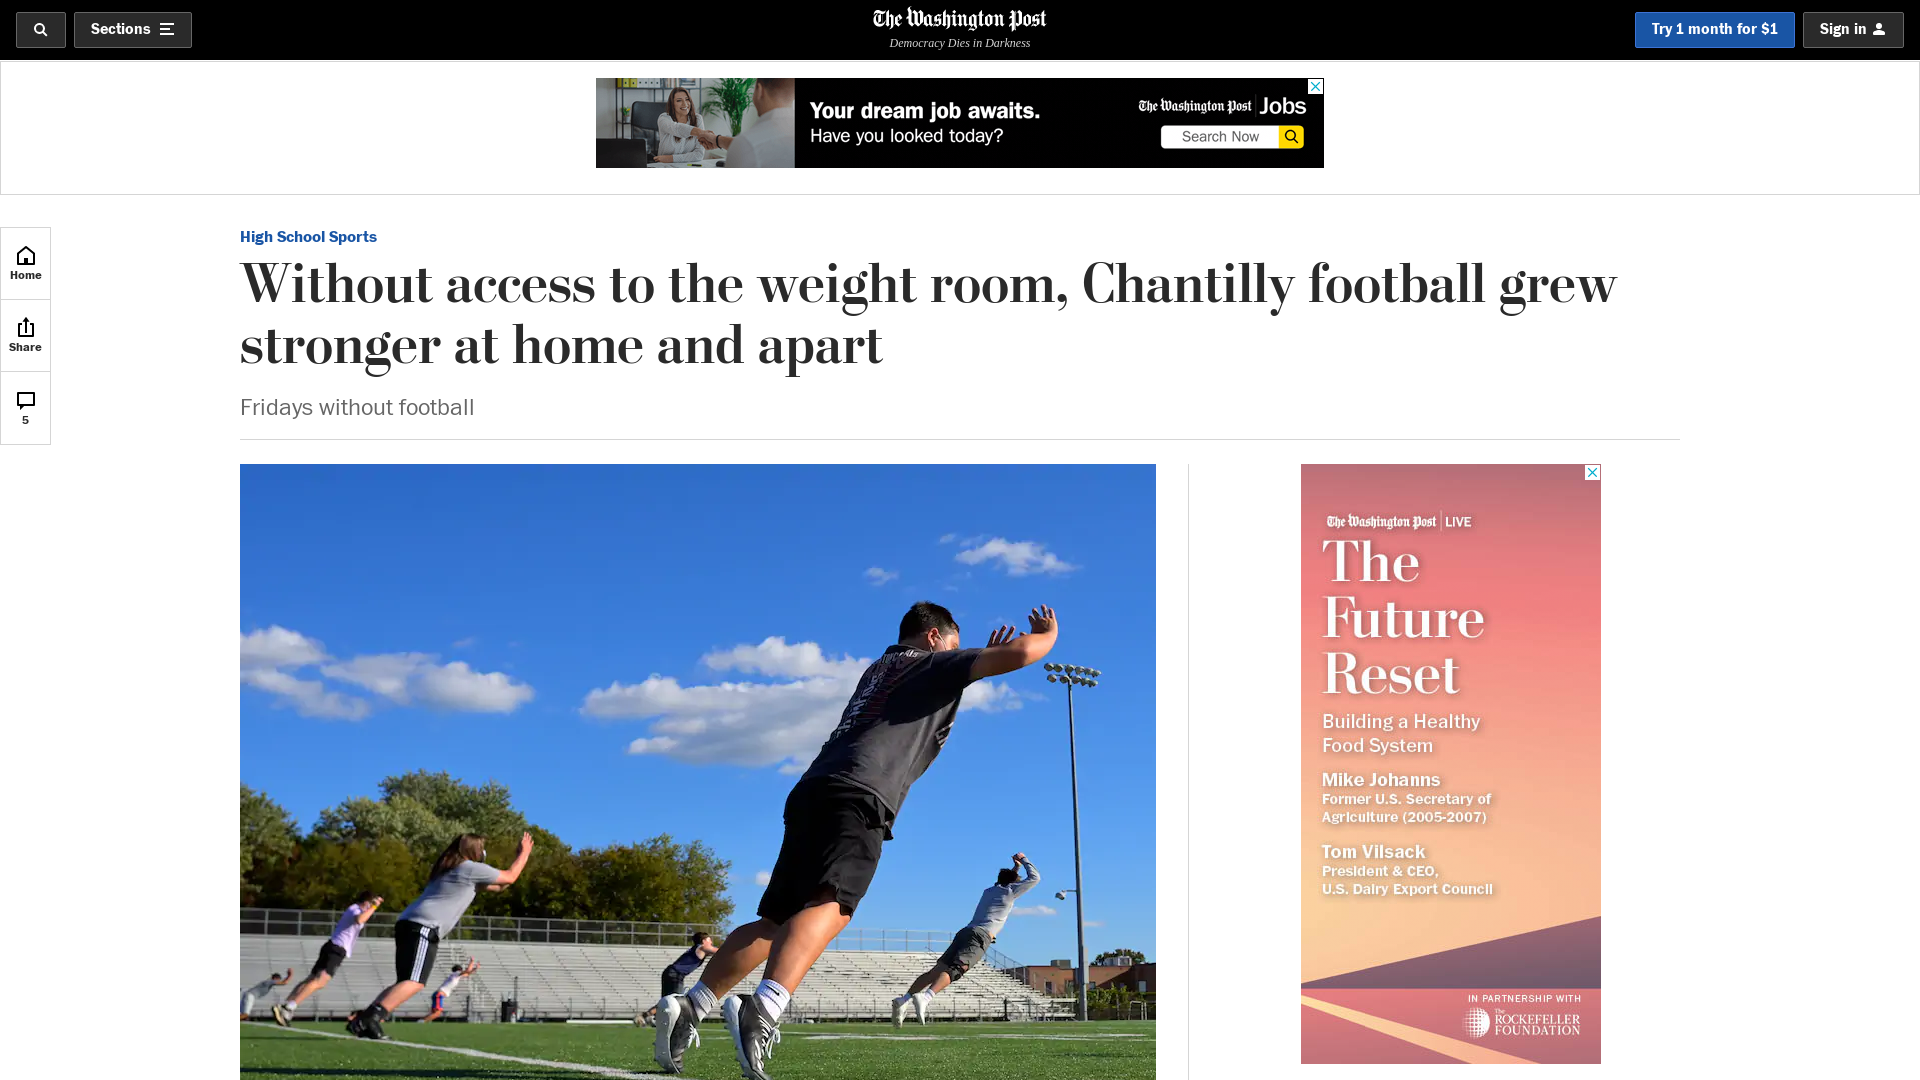 Sections
The Washington Post
Democracy Dies in Darkness
Try 1 month for $1
Sign in
Your dream job awaits.
Have you looked today?
The Washington Post Jobs
Search Now
Home
Share
5
High School Sports
Without access to the weight room, Chantilly football grew
stronger at home and apart
Fridays without football
The Washington Post LIVE
The
Future
Reset
Building a Healthy
Food System
Mike Johanns
Former U.S. Secretary of
Agriculture (2005-2007)
Tom Vilsack
President & CEO,
U.S. Dairy Export Council
IN PARTNERSHIP WITH
The
ROCKEFELLER
FOUNDATION